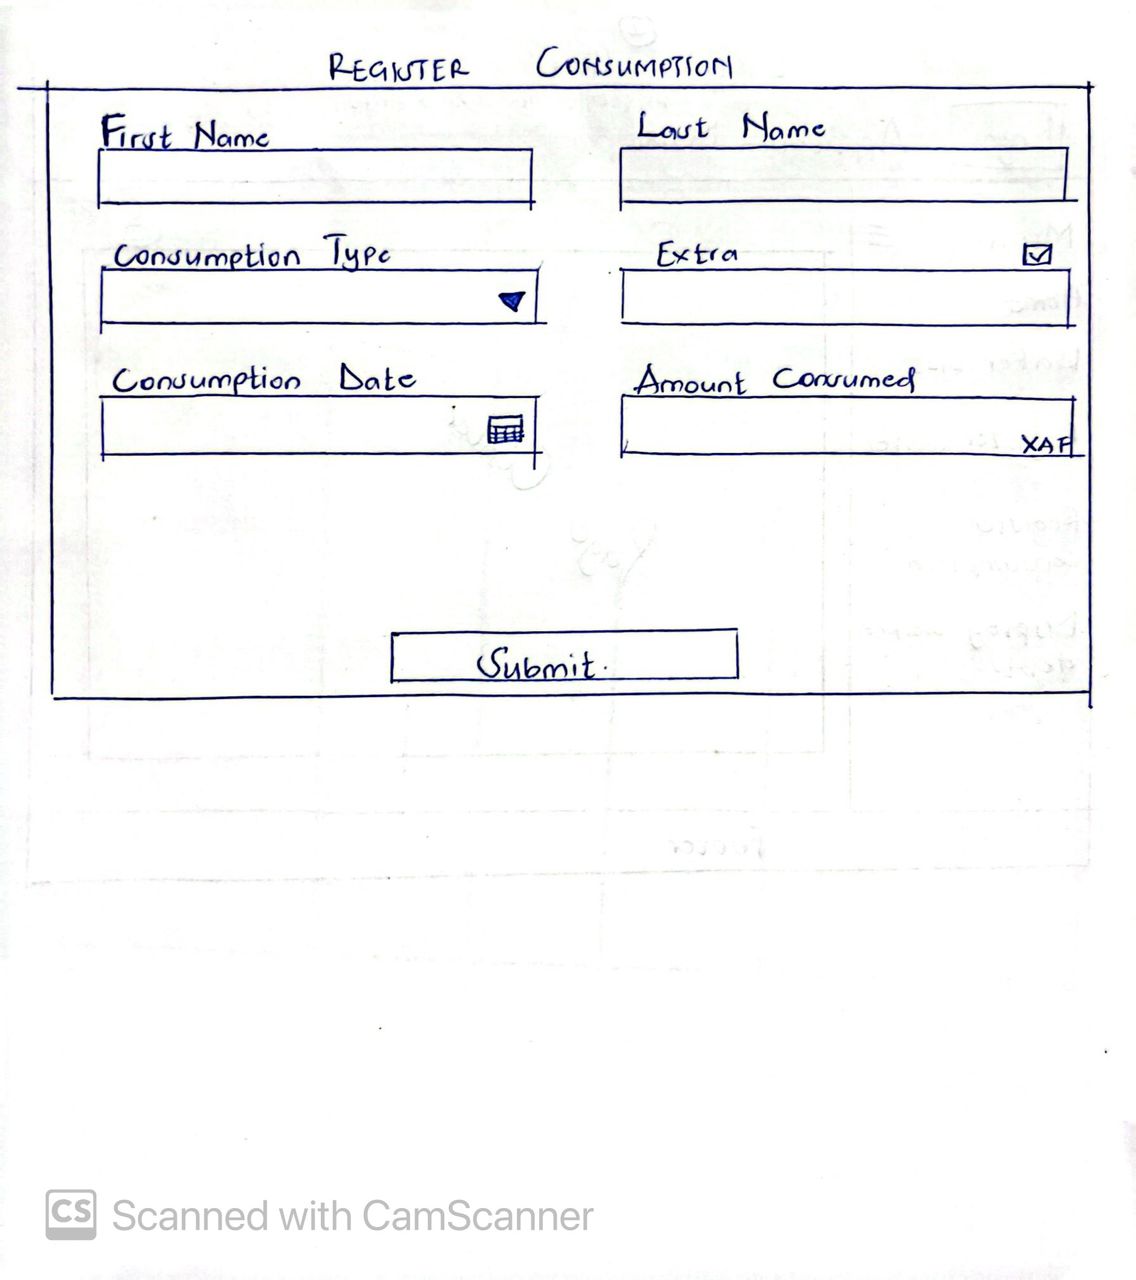 REGISTER CONSUMPTION
First Name
Last Name
Consumption Type
Extra
Consumption Date
Amount Consumed
XAF
Submit.
Footer
CS Scanned with CamScanner